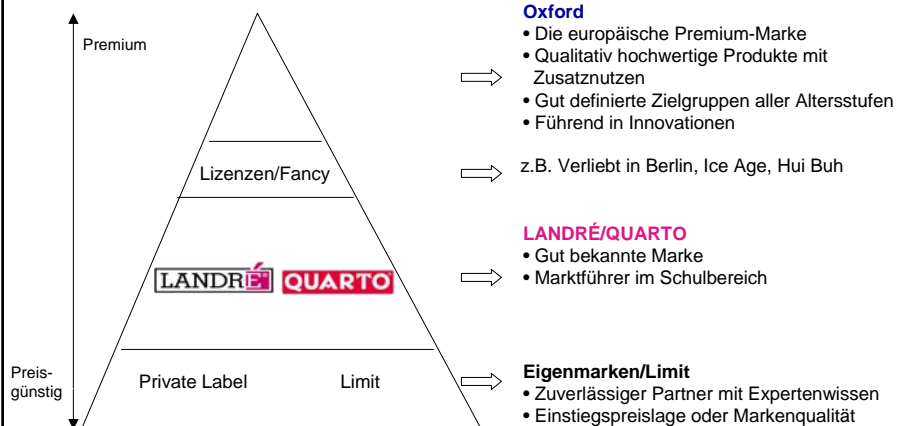 Premium
Oxford
• Die europäische Premium-Marke
• Qualitativ hochwertige Produkte mit
Zusatznutzen
• Gut definierte Zielgruppen aller Altersstufen
• Führend in Innovationen
Lizenzen/Fancy
z.B. Verliebt in Berlin, Ice Age, Hui Buh
LANDRÉ QUARTO
LANDRÉ/QUARTO
• Gut bekannte Marke
• Marktführer im Schulbereich
Preis-
günstig
Private Label Limit
Eigenmarken/Limit
• Zuverlässiger Partner mit Expertenwissen
• Einstiegspreislage oder Markenqualität